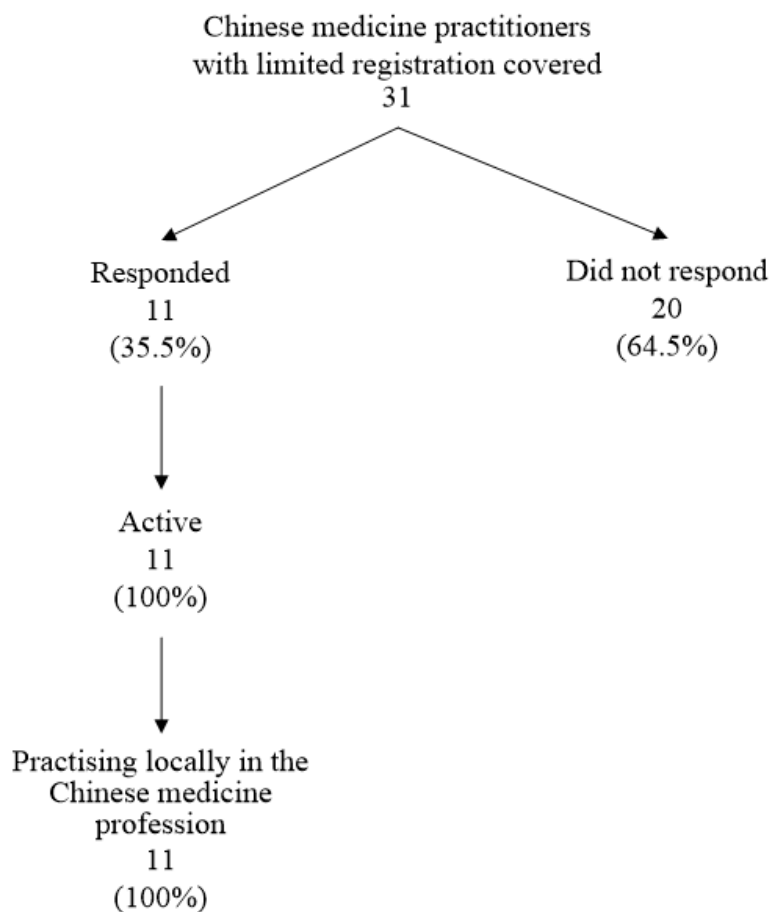 Chinese medicine practitioners
with limited registration covered
31
Responded
11
(35.5%)
Did not respond
20
(64.5%)
Active
11
(100%)
Practising locally in the
Chinese medicine
profession
11
(100%)